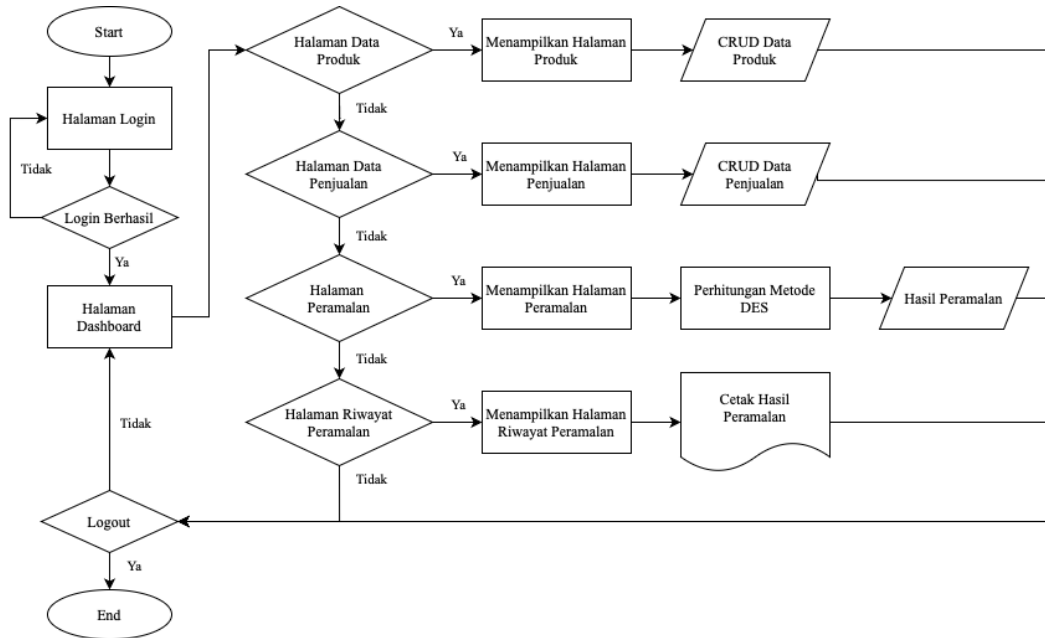 Start
Halaman Login
Tidak
Login Berhasil
Ya
Halaman
Dashboard
Tidak
Logout
Ya
End
Halaman Data
Produk
Ya
Menampilkan Halaman
Produk
CRUD Data
Produk
Tidak
Halaman Data
Penjualan
Ya
Menampilkan Halaman
Penjualan
CRUD Data
Penjualan
Tidak
Halaman
Peramalan
Ya
Menampilkan Halaman
Peramalan
Perhitungan Metode
DES
Hasil Peramalan
Tidak
Halaman Riwayat
Peramalan
Ya
Menampilkan Halaman
Riwayat Peramalan
Cetak Hasil
Peramalan
Tidak